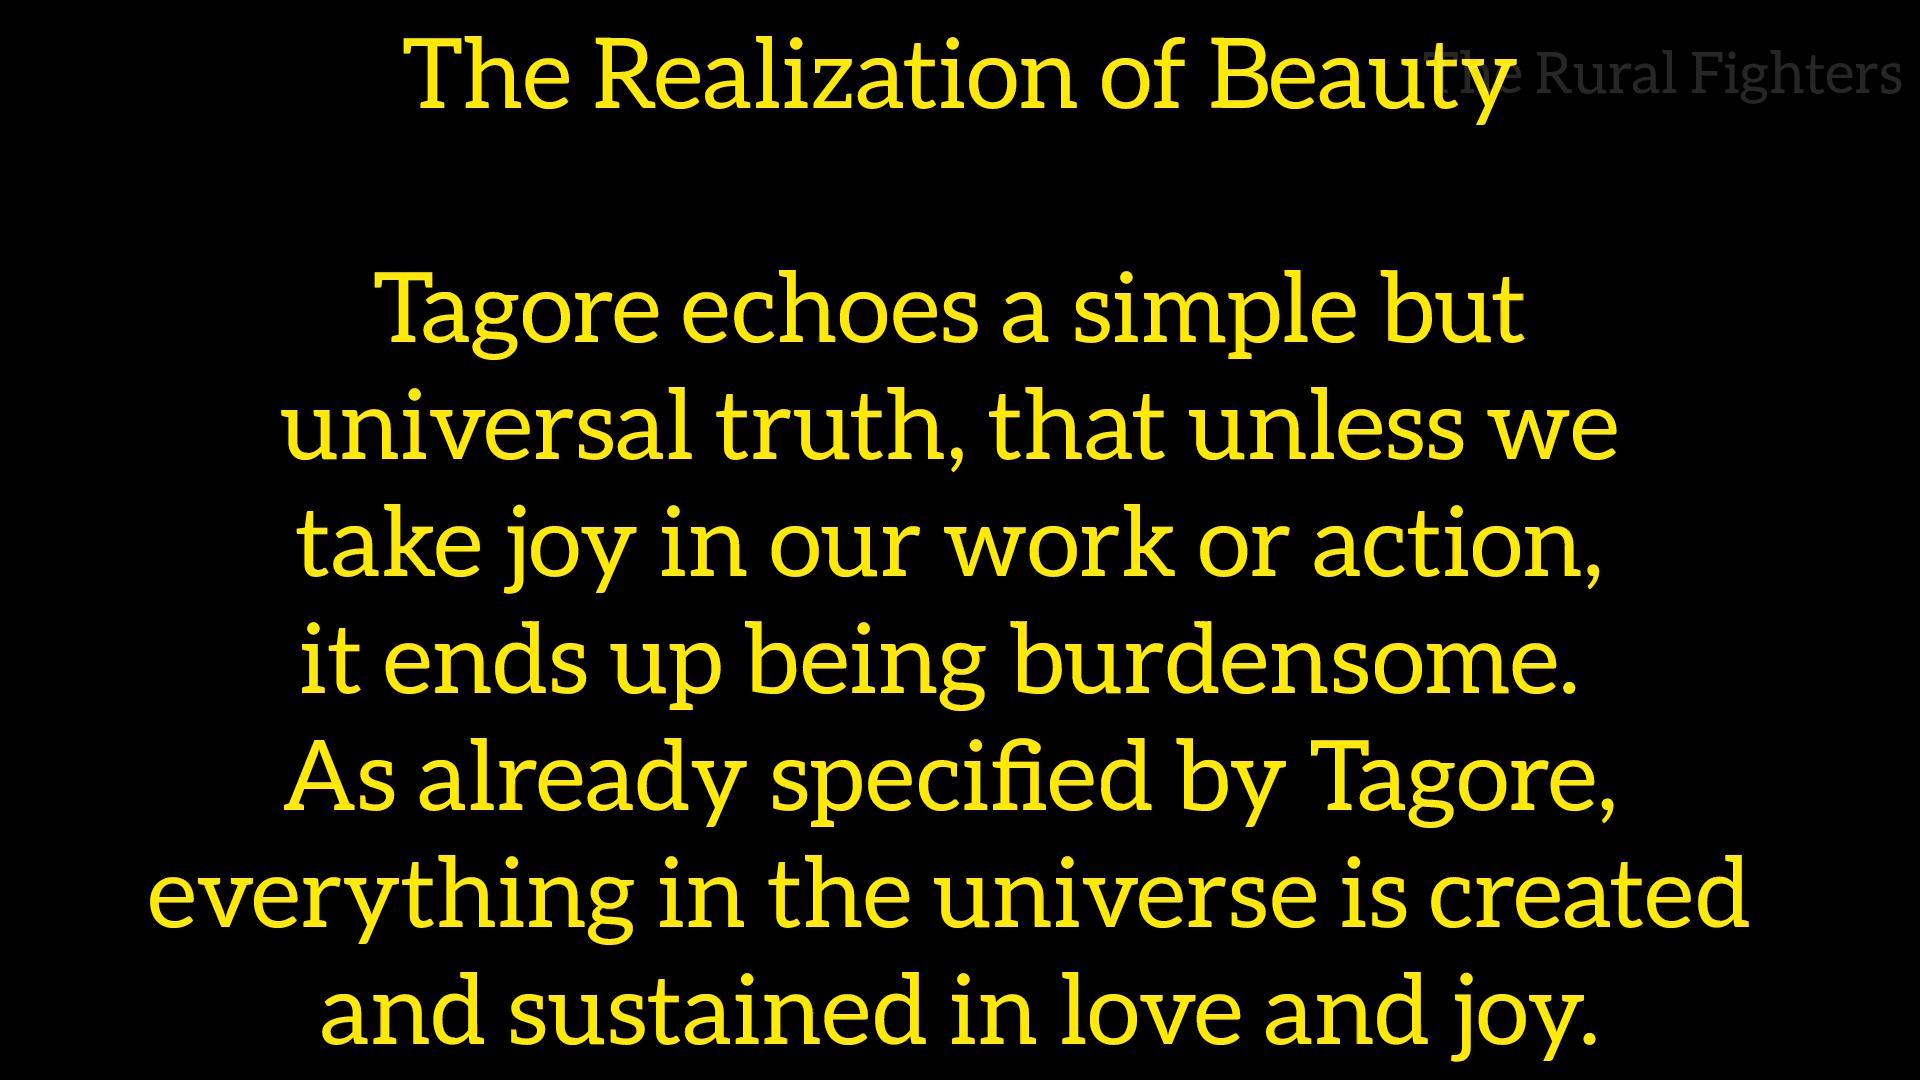 The Realization of Beauty
The Rural Fighters
Tagore echoes a simple but
universal truth, that unless we
take joy in our work or action,
it ends up being burdensome.
As already specified by Tagore,
everything in the universe is created
and sustained in love and joy.